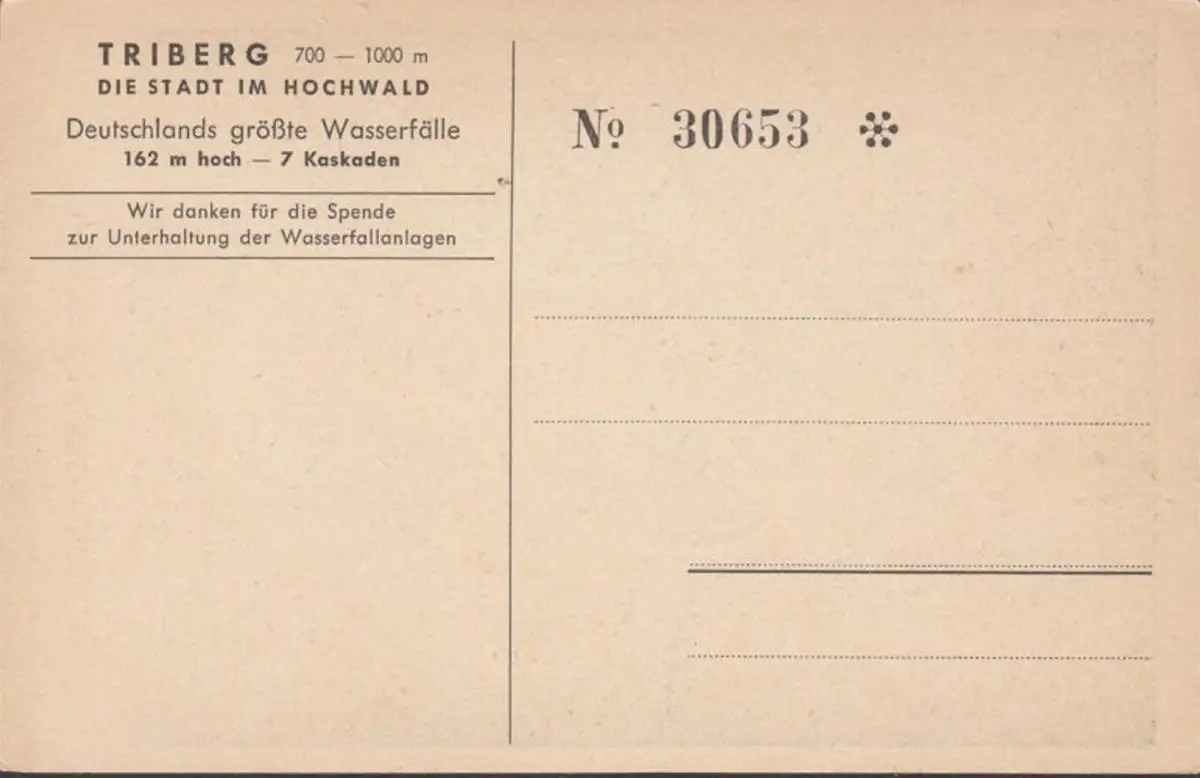 TRIBERG 700 — 1000 m
DIE STADT IM HOCHWALD
Deutschlands größte Wasserfälle
162 m hoch — 7 Kaskaden
Wir danken für die Spende
zur Unterhaltung der Wasserfallanlagen
№ 30653